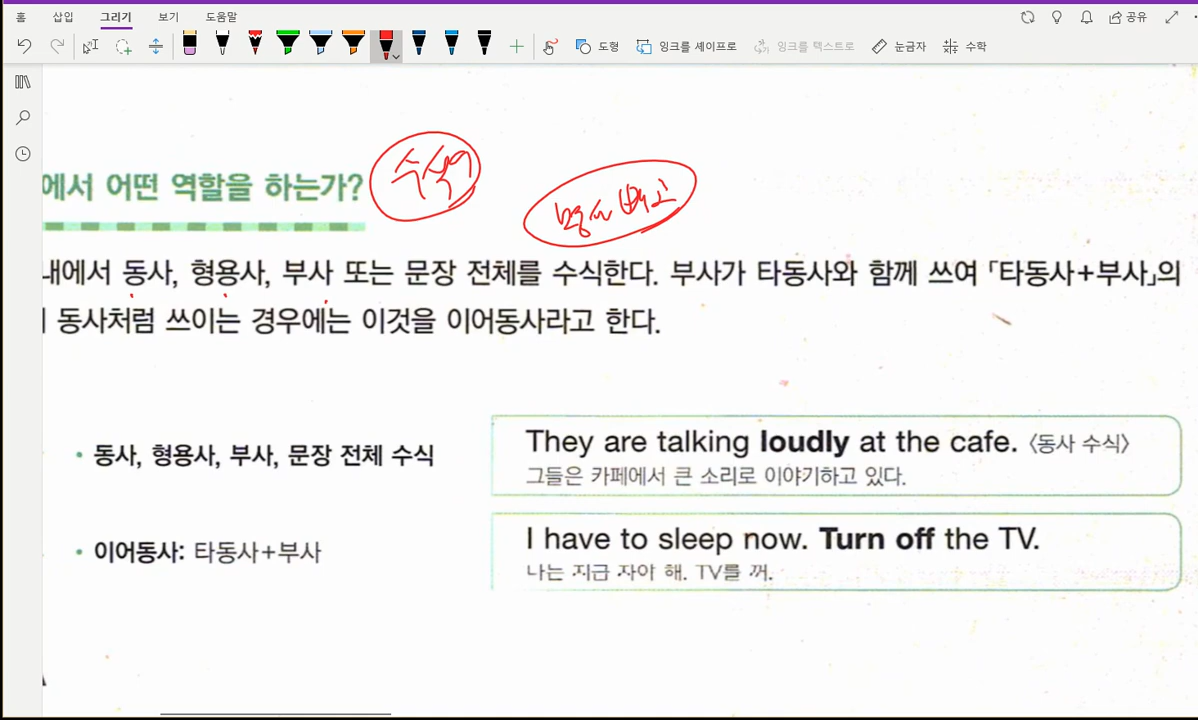 홈 삽입 그리기 보기 도움말
공유
도형 잉크를 셰이프로 잉크를 텍스트로 눈금자 수학
수식어
명사 빼고
에서 어떤 역할을 하는가?
내에서 동사, 형용사, 부사 또는 문장 전체를 수식한다. 부사가 타동사와 함께 쓰여 「타동사+부사」의
동사처럼 쓰이는 경우에는 이것을 이어동사라고 한다.
• 동사, 형용사, 부사, 문장 전체 수식
They are talking loudly at the cafe. 〈동사 수식〉
그들은 카페에서 큰 소리로 이야기하고 있다.
• 이어동사: 타동사+부사
I have to sleep now. Turn off the TV.
나는 지금 자야 해. TV를 꺼.